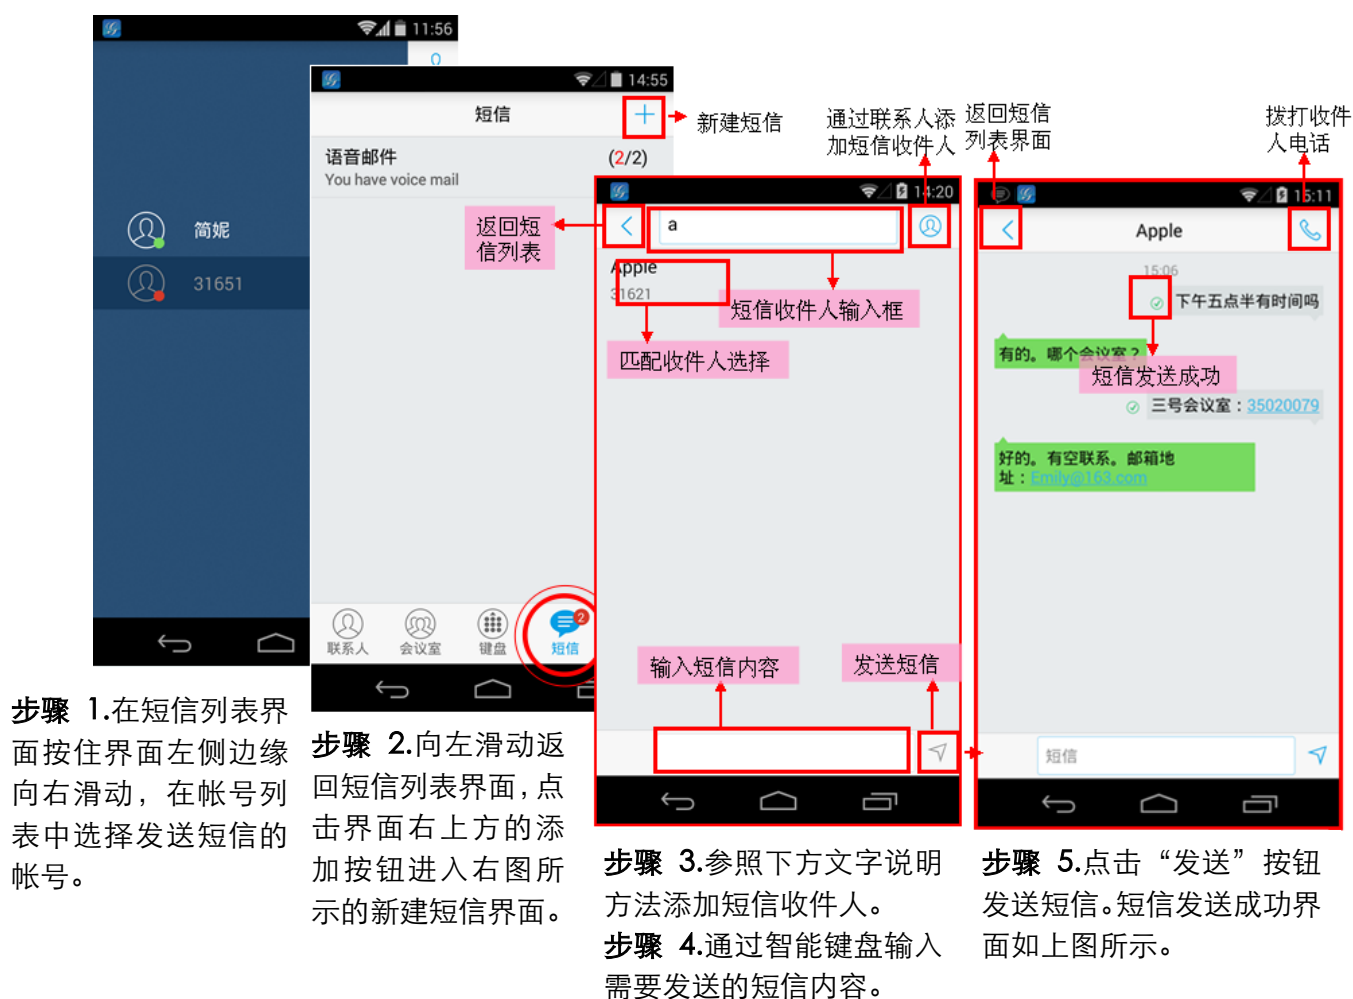 11:56
简妮
31651
步骤 1.在短信列表界
面按住界面左侧边缘
向右滑动，在帐号列
表中选择发送短信的
帐号。
14:55
短信
新建短信
语音邮件
(2/2)
You have voice mail
联系人
会议室
键盘
短信
2
步骤 2.向左滑动返
回短信列表界面，点
击界面右上方的添
加按钮进入右图所
示的新建短信界面。
通过联系人添
加短信收件人
14:20
返回短
信列表
a
Apple
31621
短信收件人输入框
匹配收件人选择
输入短信内容
发送短信
步骤 3.参照下方文字说明
方法添加短信收件人。
步骤 4.通过智能键盘输入
需要发送的短信内容。
返回短信
列表界面
拨打收件
人电话
15:11
Apple
15:06
下午五点半有时间吗
有的。哪个会议室？
短信发送成功
三号会议室：35020079
好的。有空联系。邮箱地
址：Emily@163.com
短信
步骤 5.点击“发送”按钮
发送短信。短信发送成功界
面如上图所示。